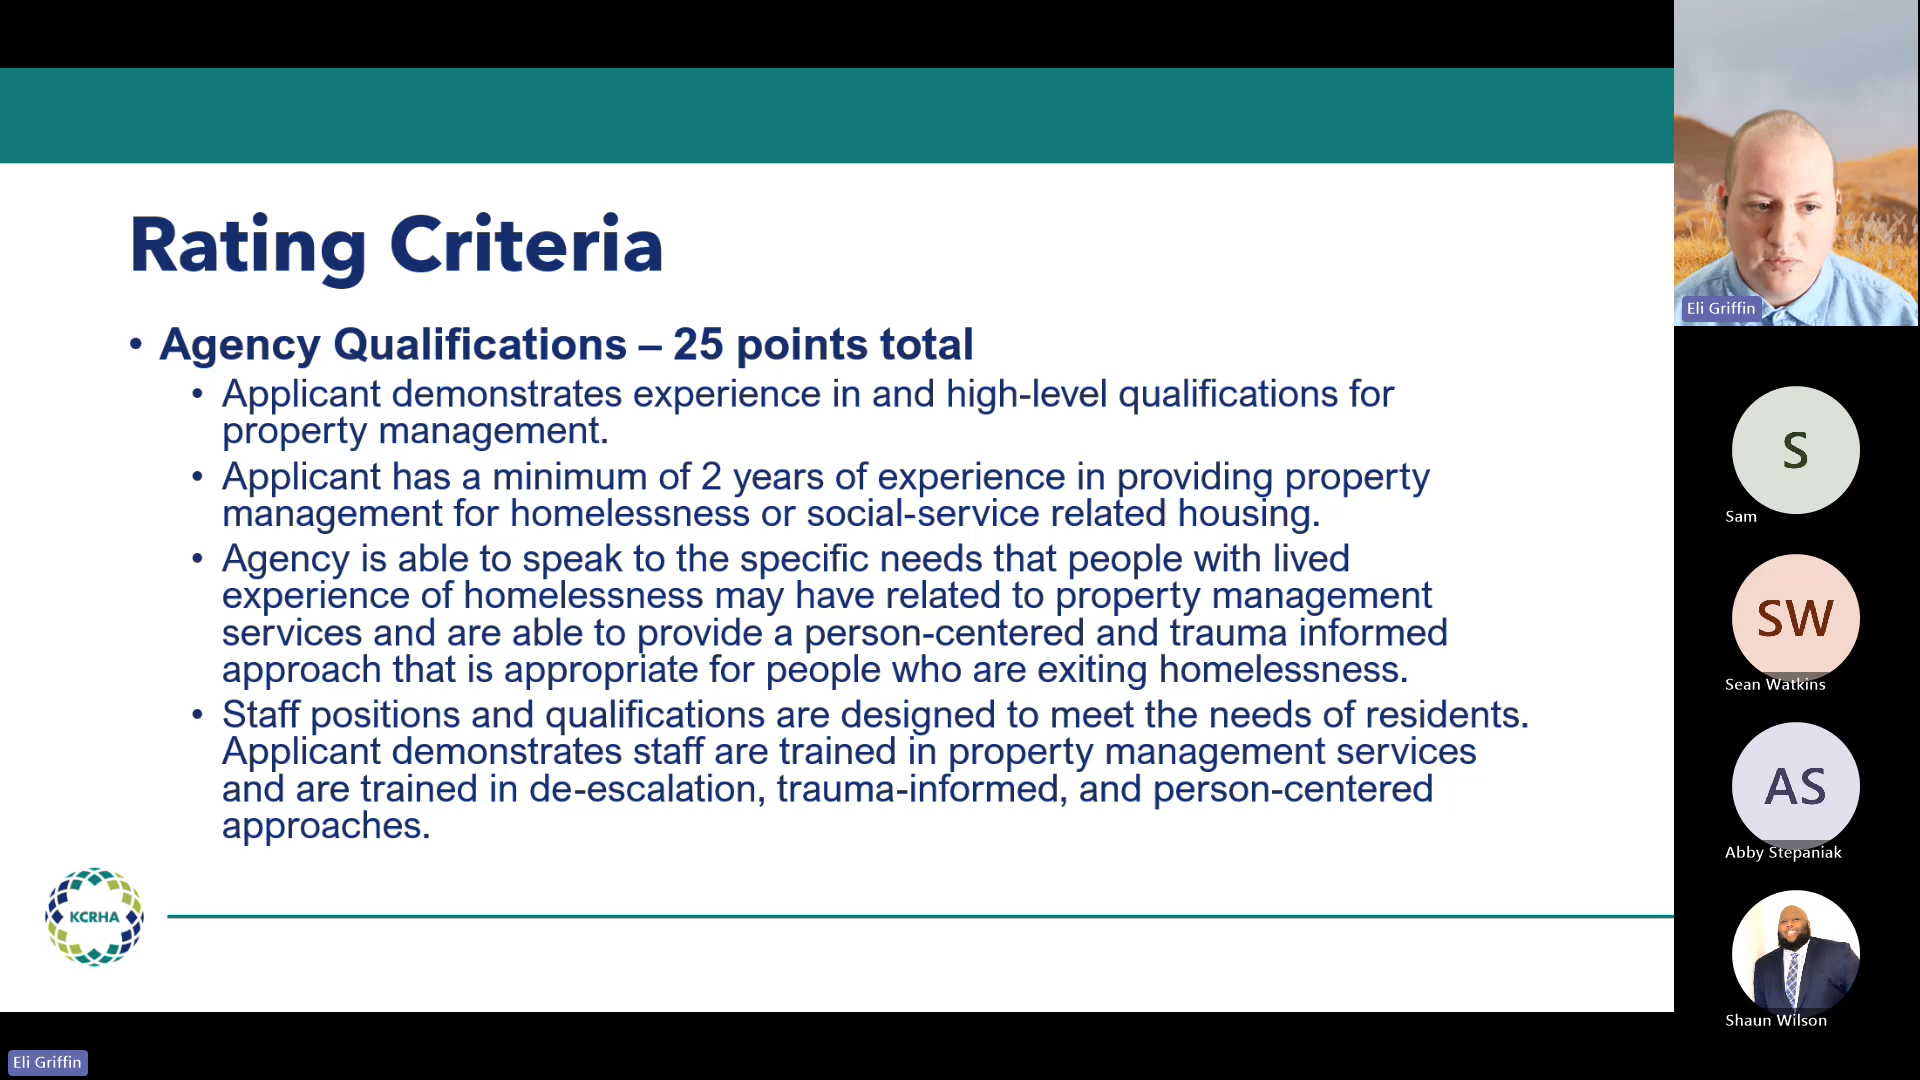 Rating Criteria
• Agency Qualifications – 25 points total
• Applicant demonstrates experience in and high-level qualifications for
property management.
• Applicant has a minimum of 2 years of experience in providing property
management for homelessness or social-service related housing.
• Agency is able to speak to the specific needs that people with lived
experience of homelessness may have related to property management
services and are able to provide a person-centered and trauma informed
approach that is appropriate for people who are exiting homelessness.
• Staff positions and qualifications are designed to meet the needs of residents.
Applicant demonstrates staff are trained in property management services
and are trained in de-escalation, trauma-informed, and person-centered
approaches.
KCRHA
Eli Griffin
Eli Griffin
S
Sam
SW
Sean Watkins
AS
Abby Stepaniak
Shaun Wilson